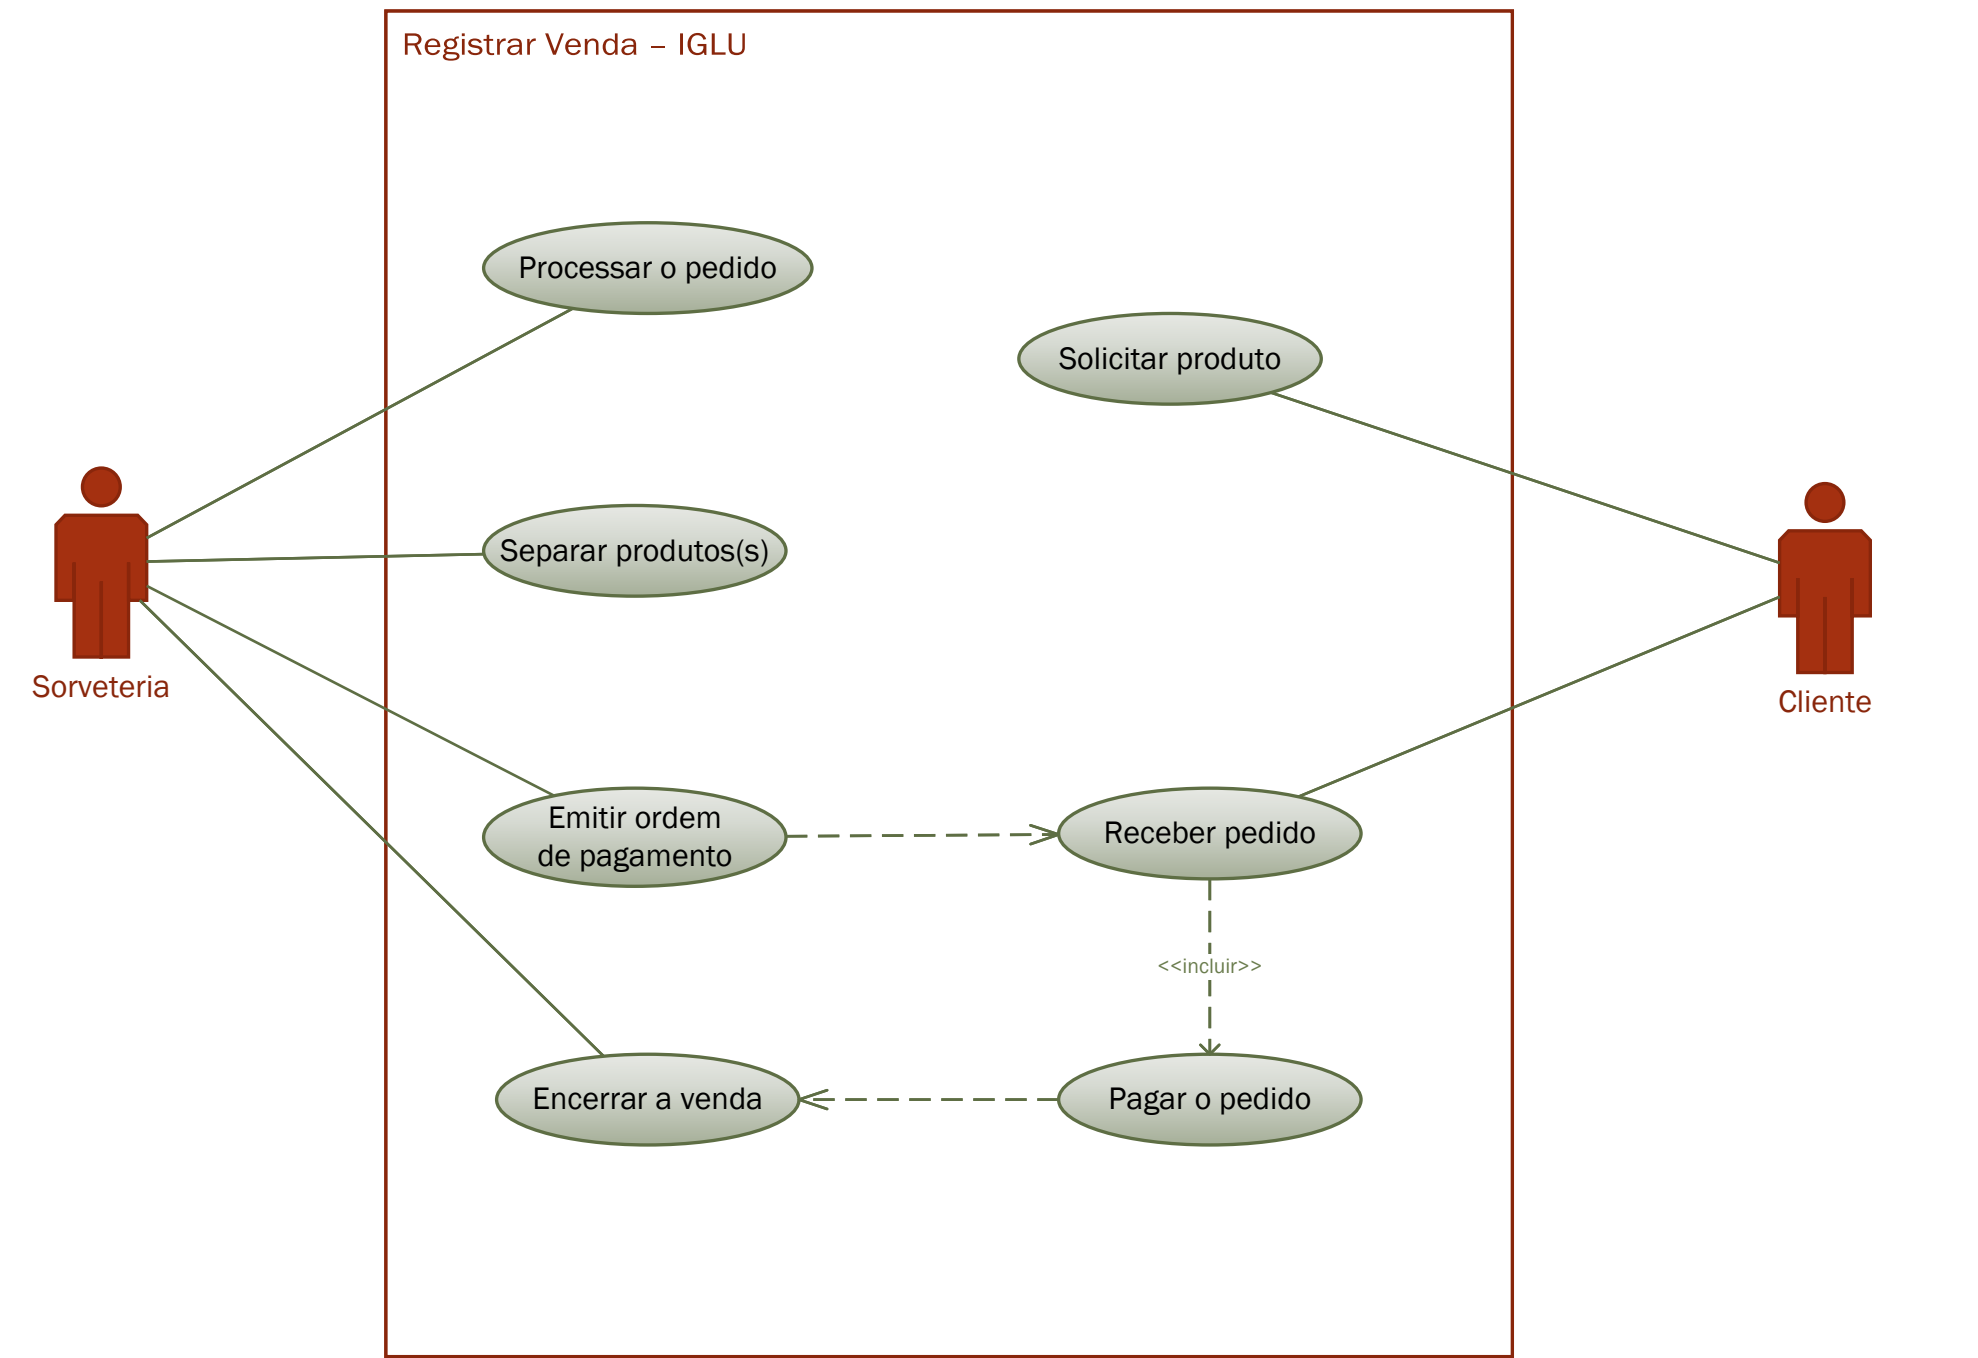 Registrar Venda – IGLU
Processar o pedido
Solicitar produto
Separar produtos(s)
Sorveteria
Cliente
Emitir ordem
de pagamento
Receber pedido
<<incluir>>
Encerrar a venda
Pagar o pedido